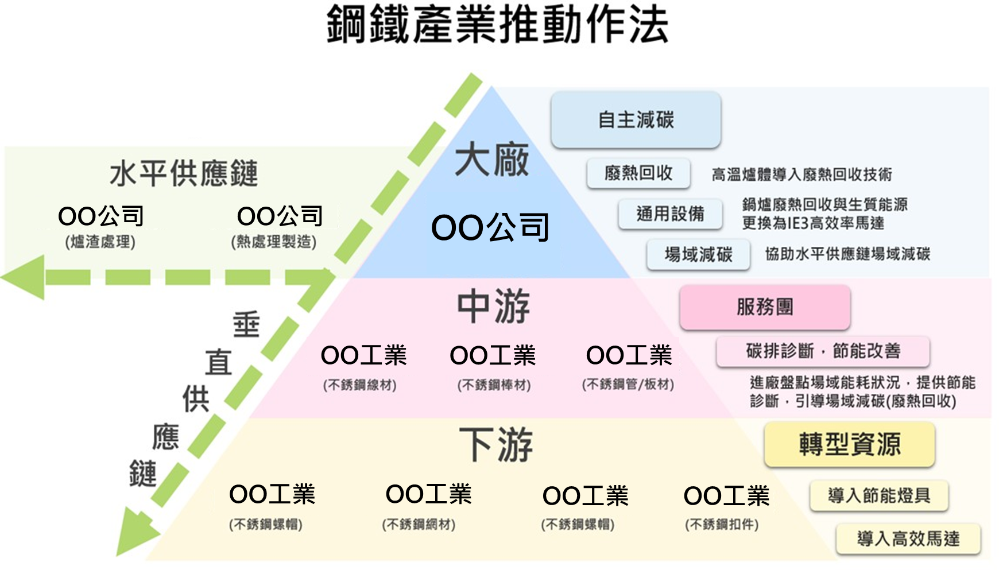 鋼鐵產業推動作法
水平供應鏈
OO公司
(爐渣處理)
OO公司
(熱處理製造)
垂
直
供
應
鏈
大廠
OO公司
自主減碳
廢熱回收
高溫爐體導入廢熱回收技術
通用設備
鍋爐廢熱回收與生質能源
更換為IE3高效率馬達
場域減碳
協助水平供應鏈場域減碳
中游
OO工業
(不銹鋼線材)
OO工業
(不銹鋼棒材)
OO工業
(不銹鋼管/板材)
服務團
碳排診斷，節能改善
進廠盤點場域能耗狀況，提供節能
診斷，引導場域減碳(廢熱回收)
下游
OO工業
(不銹鋼螺帽)
OO工業
(不銹鋼網材)
OO工業
(不銹鋼螺帽)
OO工業
(不銹鋼扣件)
轉型資源
導入節能燈具
導入高效馬達